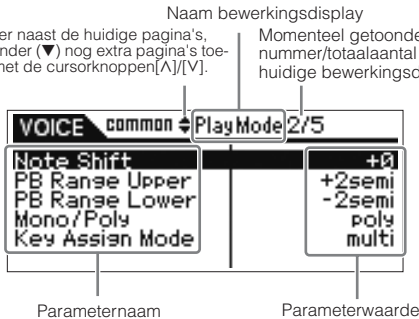 Naam bewerkingsdisplay
er naast de huidige pagina's,
nder (▼) nog extra pagina's toe-
met de cursorknoppen[∧]/[∨].
Momenteel getoonde
nummer/totaalaantal
huidige bewerkingsd
VOICE common Play Mode 2/5
Note Shift +0
PB Range Upper +2semi
PB Range Lower -2semi
Mono/Poly poly
Key Assign Mode multi
Parameternaam Parameterwaarde